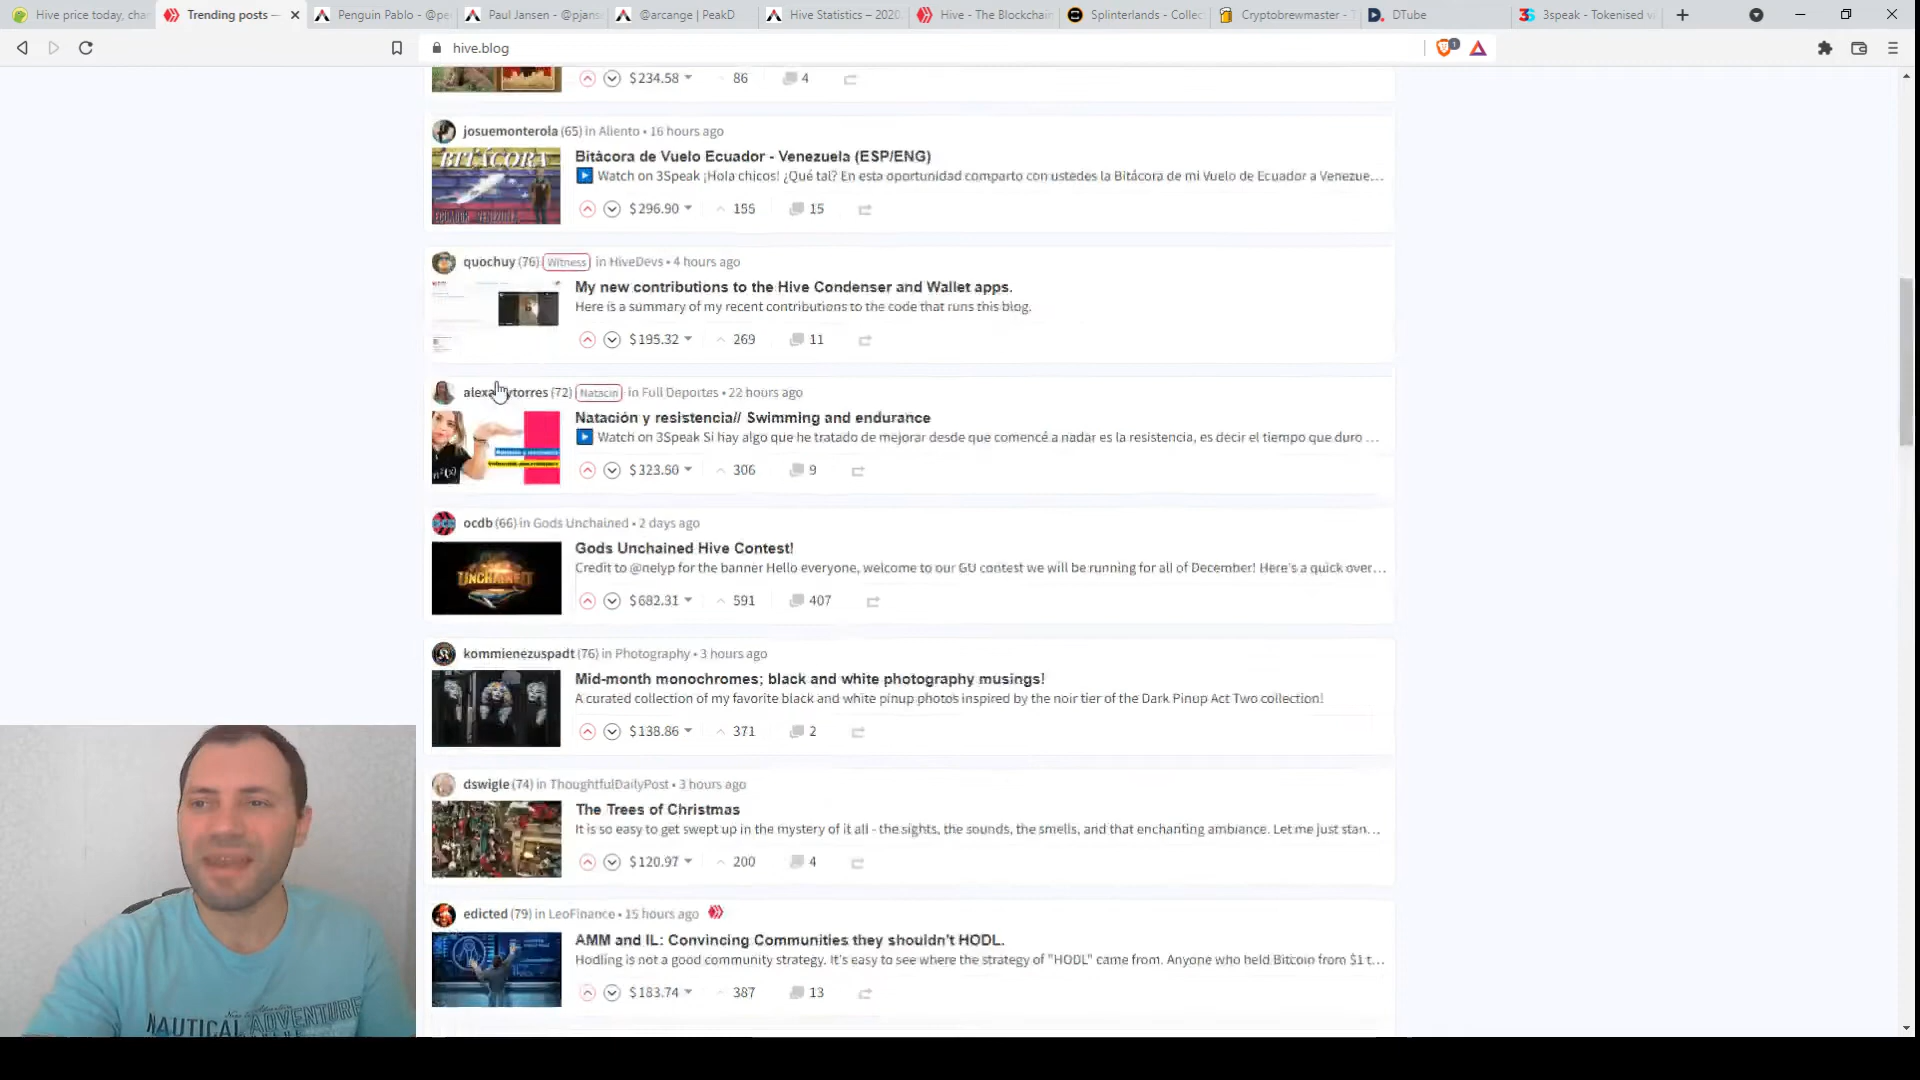 Hive price today, cha
Trending posts —
Penguin Pablo - @pe
Paul Jansen - @pjans
@arcange | PeakD
Hive Statistics – 2020
Hive - The Blockchain
Splinterlands - Collec
Cryptobrewmaster -
DTube
3speak - Tokenised v
hive.blog
1
$234.58 86 4
josuemonterola (65) in Aliento • 16 hours ago
Bitácora de Vuelo Ecuador - Venezuela (ESP/ENG)
Watch on 3Speak ¡Hola chicos! ¿Qué tal? En esta oportunidad comparto con ustedes la Bitácora de mi Vuelo de Ecuador a Venezue...
BITÁCORA
ECUADOR VENEZUELA
$296.90 155 15
quochuy (76) Witness in HiveDevs • 4 hours ago
My new contributions to the Hive Condenser and Wallet apps.
Here is a summary of my recent contributions to the code that runs this blog.
$195.32 269 11
(72) Natacin in Full Deportes • 22 hours ago
Natación y resistencia// Swimming and endurance
Watch on 3Speak Si hay algo que he tratado de mejorar desde que comencé a nadar es la resistencia, es decir el tiempo que duro ...
$323.50 306 9
ocdb (66) in Gods Unchained • 2 days ago
Gods Unchained Hive Contest!
Credit to @nelyp for the banner Hello everyone, welcome to our GU contest we will be running for all of December! Here's a quick over...
UNCHAINED
$682.31 591 407
kommienezuspadt (76) in Photography • 3 hours ago
Mid-month monochromes; black and white photography musings!
A curated collection of my favorite black and white pinup photos inspired by the noir tier of the Dark Pinup Act Two collection!
$138.86 371 2
dswigle (74) in ThoughtfulDailyPost • 3 hours ago
The Trees of Christmas
It is so easy to get swept up in the mystery of it all - the sights, the sounds, the smells, and that enchanting ambiance. Let me just stan...
$120.97 200 4
edicted (79) in LeoFinance • 15 hours ago
AMM and IL: Convincing Communities they shouldn't HODL.
Hodling is not a good community strategy. It's easy to see where the strategy of "HODL" came from. Anyone who held Bitcoin from $1 t...
$183.74 387 13
NAUTICAL ADVENTURE